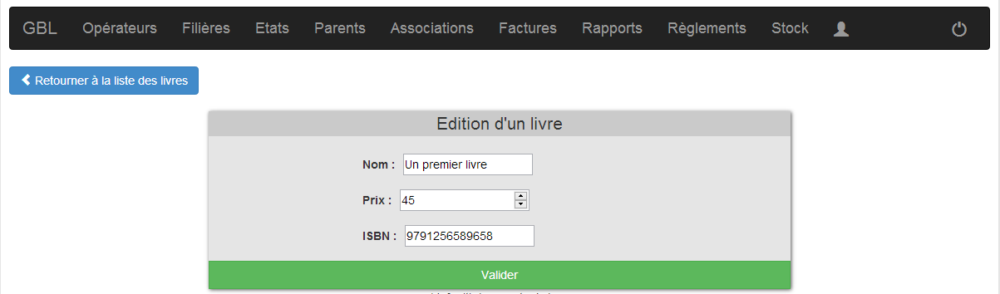 GBL Opérateurs Filières Etats Parents Associations Factures Rapports Règlements Stock
Retourner à la liste des livres
Edition d'un livre
Nom : Un premier livre
Prix : 45
ISBN : 9791256589658
Valider